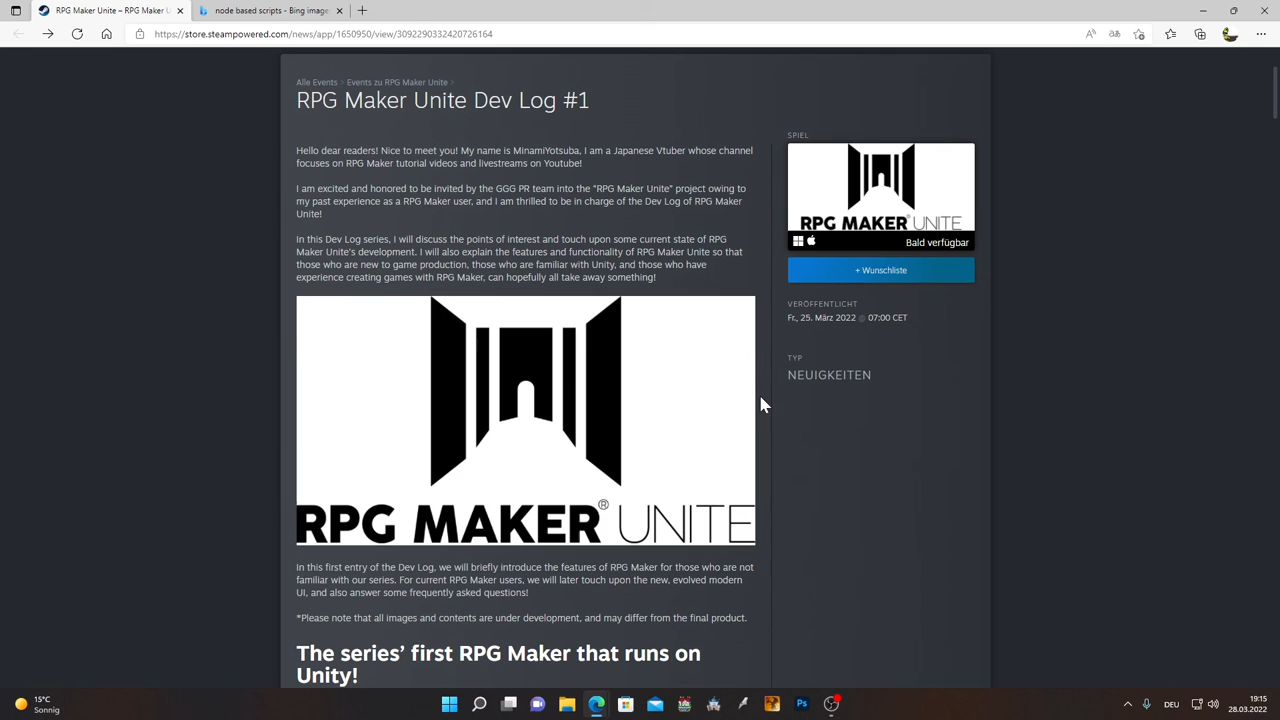 RPG Maker Unite – RPG Maker U
node based scripts - Bing image
https://store.steampowered.com/news/app/1650950/view/3092290332420726164
Alle Events > Events zu RPG Maker Unite >
RPG Maker Unite Dev Log #1
Hello dear readers! Nice to meet you! My name is MinamiYotsuba, I am a Japanese Vtuber whose channel
focuses on RPG Maker tutorial videos and livestreams on Youtube!
I am excited and honored to be invited by the GGG PR team into the “RPG Maker Unite” project owing to
my past experience as a RPG Maker user, and I am thrilled to be in charge of the Dev Log of RPG Maker
Unite!
In this Dev Log series, I will discuss the points of interest and touch upon some current state of RPG
Maker Unite's development. I will also explain the features and functionality of RPG Maker Unite so that
those who are new to game production, those who are familiar with Unity, and those who have
experience creating games with RPG Maker, can hopefully all take away something!
RPG MAKER® UNITE
In this first entry of the Dev Log, we will briefly introduce the features of RPG Maker for those who are not
familiar with our series. For current RPG Maker users, we will later touch upon the new, evolved modern
UI, and also answer some frequently asked questions!
*Please note that all images and contents are under development, and may differ from the final product.
The series’ first RPG Maker that runs on
Unity!
SPIEL
RPG MAKER® UNITE
Bald verfügbar
+ Wunschliste
VERÖFFENTLICHT
Fr., 25. März 2022 @ 07:00 CET
TYP
NEUIGKEITEN
15°C
Sonnig
DEU
19:15
28.03.2022